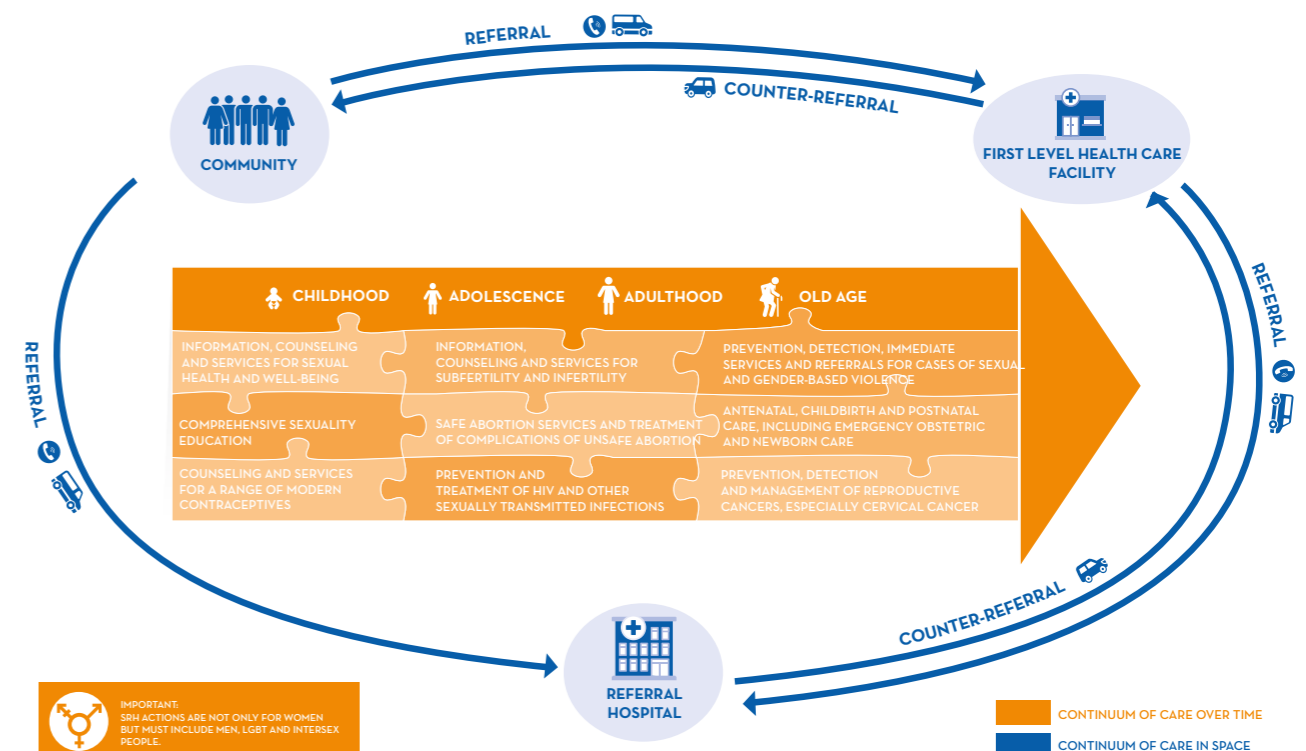 REFERRAL
COUNTER-REFERRAL
COMMUNITY
FIRST LEVEL HEALTH CARE
FACILITY
REFERRAL
REFERRAL
CHILDHOOD
ADOLESCENCE
ADULTHOOD
OLD AGE
INFORMATION, COUNSELING
AND SERVICES FOR SEXUAL
HEALTH AND WELL-BEING
INFORMATION,
COUNSELING AND SERVICES FOR
SUBFERTILITY AND INFERTILITY
PREVENTION, DETECTION, IMMEDIATE
SERVICES AND REFERRALS FOR CASES OF SEXUAL
AND GENDER-BASED VIOLENCE
COMPREHENSIVE SEXUALITY
EDUCATION
SAFE ABORTION SERVICES AND TREATMENT
OF COMPLICATIONS OF UNSAFE ABORTION
ANTENATAL, CHILDBIRTH AND POSTNATAL
CARE, INCLUDING EMERGENCY OBSTETRIC
AND NEWBORN CARE
COUNSELING AND SERVICES
FOR A RANGE OF MODERN
CONTRACEPTIVES
PREVENTION AND
TREATMENT OF HIV AND OTHER
SEXUALLY TRANSMITTED INFECTIONS
PREVENTION, DETECTION
AND MANAGEMENT OF REPRODUCTIVE
CANCERS, ESPECIALLY CERVICAL CANCER
COUNTER-REFERRAL
REFERRAL
HOSPITAL
IMPORTANT:
SRH ACTIONS ARE NOT ONLY FOR WOMEN
BUT MUST INCLUDE MEN, LGBT AND INTERSEX
PEOPLE.
CONTINUUM OF CARE OVER TIME
CONTINUUM OF CARE IN SPACE